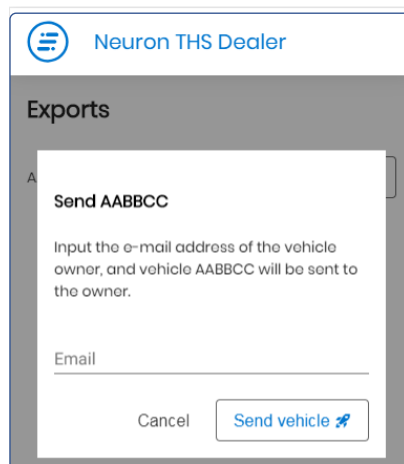 Neuron THS Dealer
Exports
A
Send AABBCC
Input the e-mail address of the vehicle
owner, and vehicle AABBCC will be sent to
the owner.
Email
Cancel
Send vehicle